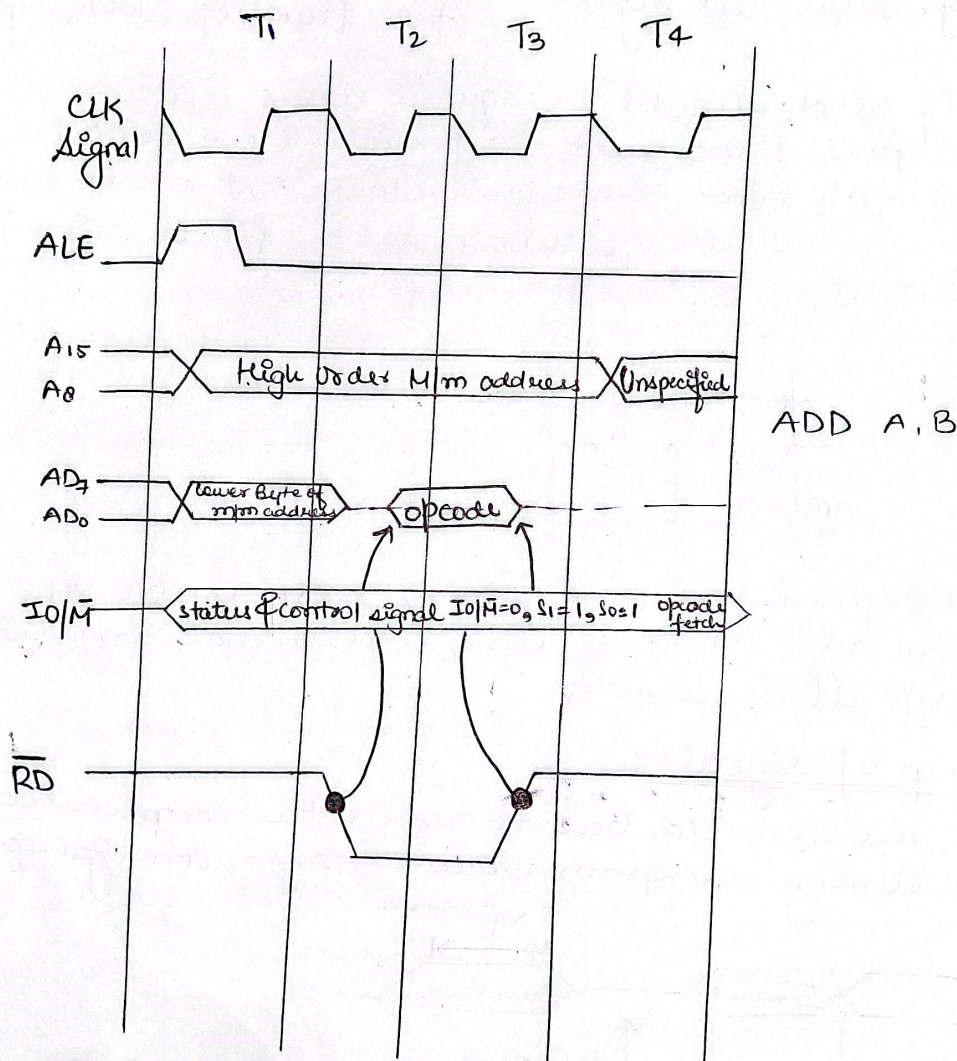 T1 T2 T3 T4
CLK
Signal
ALE
A15
A8
High Order M/m address
Unspecified
ADD A, B
AD7
AD0
Lower Byte of
m/m address
opcode
IO/M̄
status & control signal IO/M̄=0, S1=1, S0=1
opcode
fetch
R̅D̅